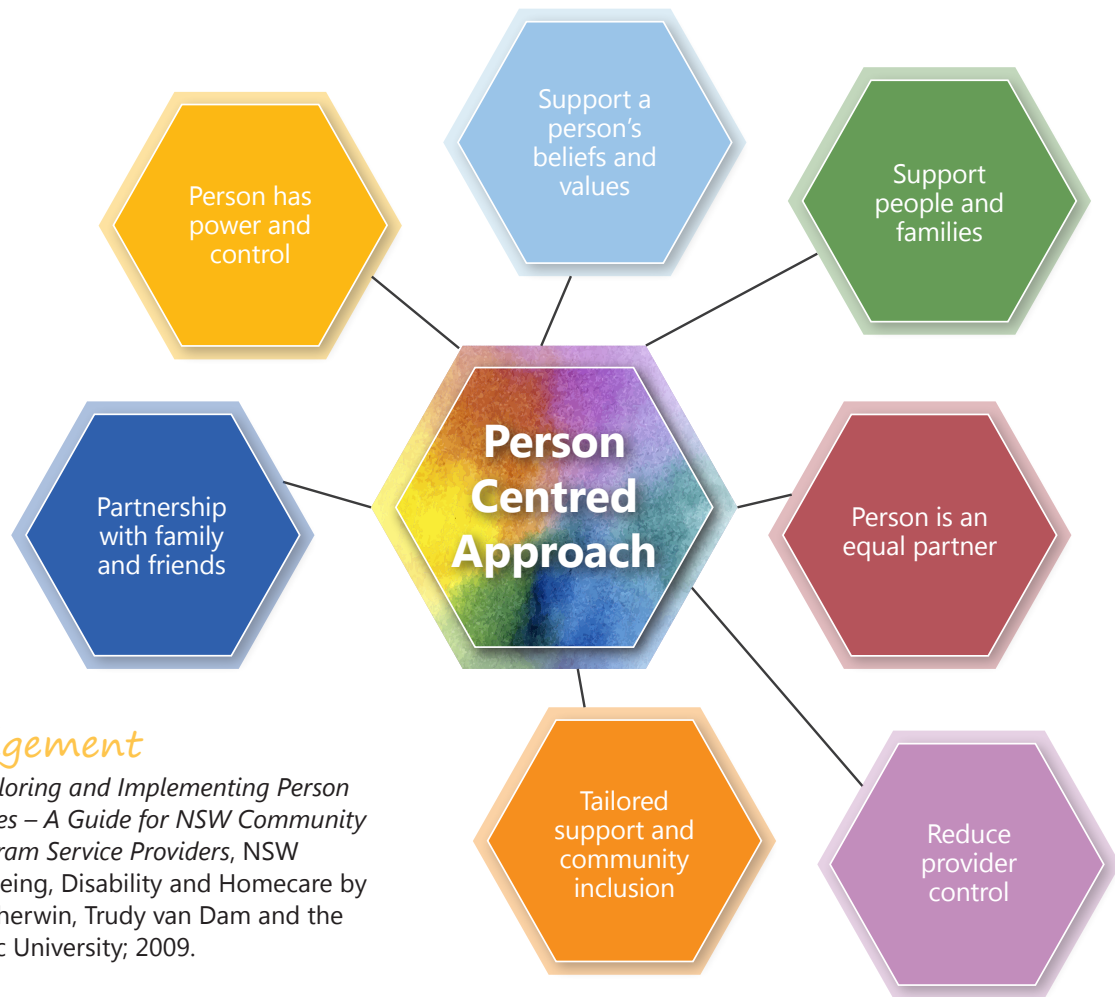 Support a
person's
beliefs and
values
Person has
power and
control
Support
people and
families
Person
Centred
Approach
Partnership
with family
and friends
Person is an
equal partner
Tailored
support and
community
inclusion
Reduce
provider
control
gement
loring and Implementing Person
es – A Guide for NSW Community
ram Service Providers, NSW
eing, Disability and Homecare by
herwin, Trudy van Dam and the
c University; 2009.